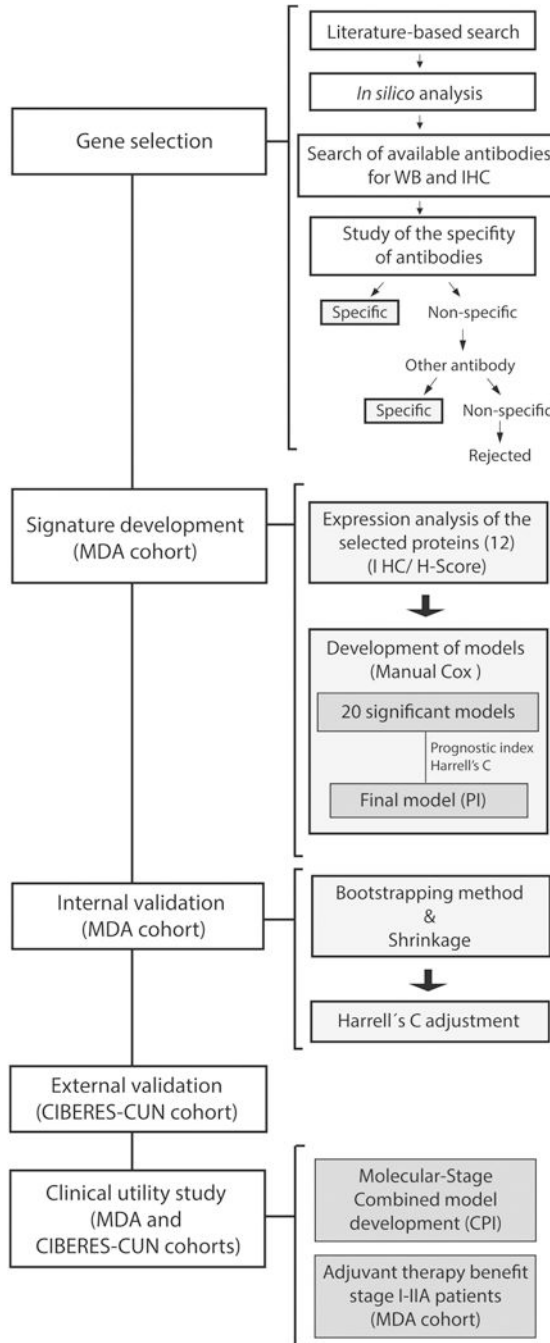 Literature-based search
In silico analysis
Gene selection
Search of available antibodies
for WB and IHC
Study of the specifity
of antibodies
Specific
Non-specific
Other antibody
Specific
Non-specific
Rejected
Signature development
(MDA cohort)
Expression analysis of the
selected proteins (12)
(I HC/ H-Score)
Development of models
(Manual Cox )
20 significant models
Prognostic index
Harrell's C
Final model (PI)
Internal validation
(MDA cohort)
Bootstrapping method
&
Shrinkage
Harrell´s C adjustment
External validation
(CIBERES-CUN cohort)
Clinical utility study
(MDA and
CIBERES-CUN cohorts)
Molecular-Stage
Combined model
development (CPI)
Adjuvant therapy benefit
stage I-IIA patients
(MDA cohort)